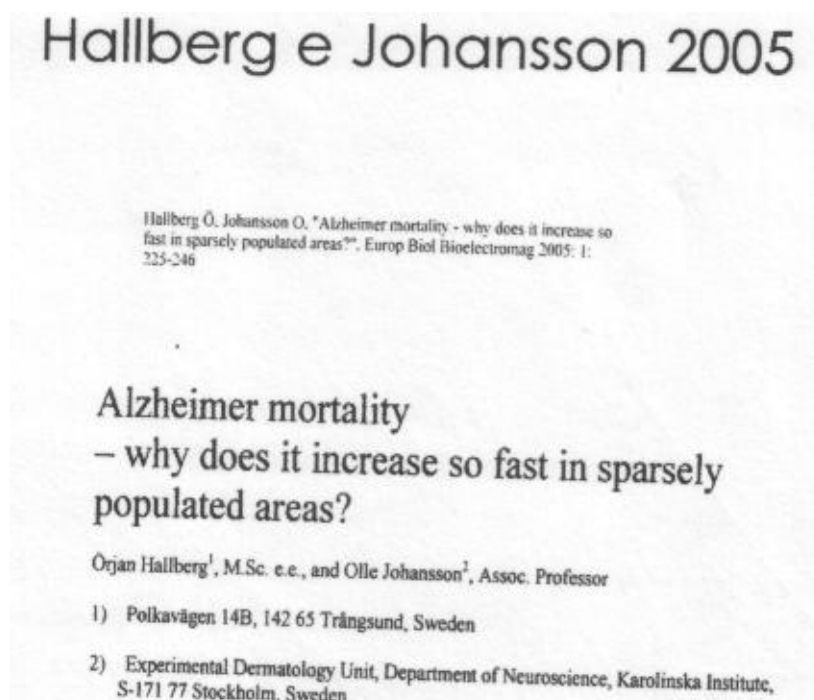 Hallberg e Johansson 2005
Hallberg Ö, Johansson O, "Alzheimer mortality - why does it increase so
fast in sparsely populated areas?", Europ Biol Bioelectromag 2005; 1:
225-246
Alzheimer mortality
– why does it increase so fast in sparsely
populated areas?
Örjan Hallberg¹, M.Sc. e.e., and Olle Johansson², Assoc. Professor
1) Polkavägen 14B, 142 65 Trångsund, Sweden
2) Experimental Dermatology Unit, Department of Neuroscience, Karolinska Institute,
S-171 77 Stockholm, Sweden